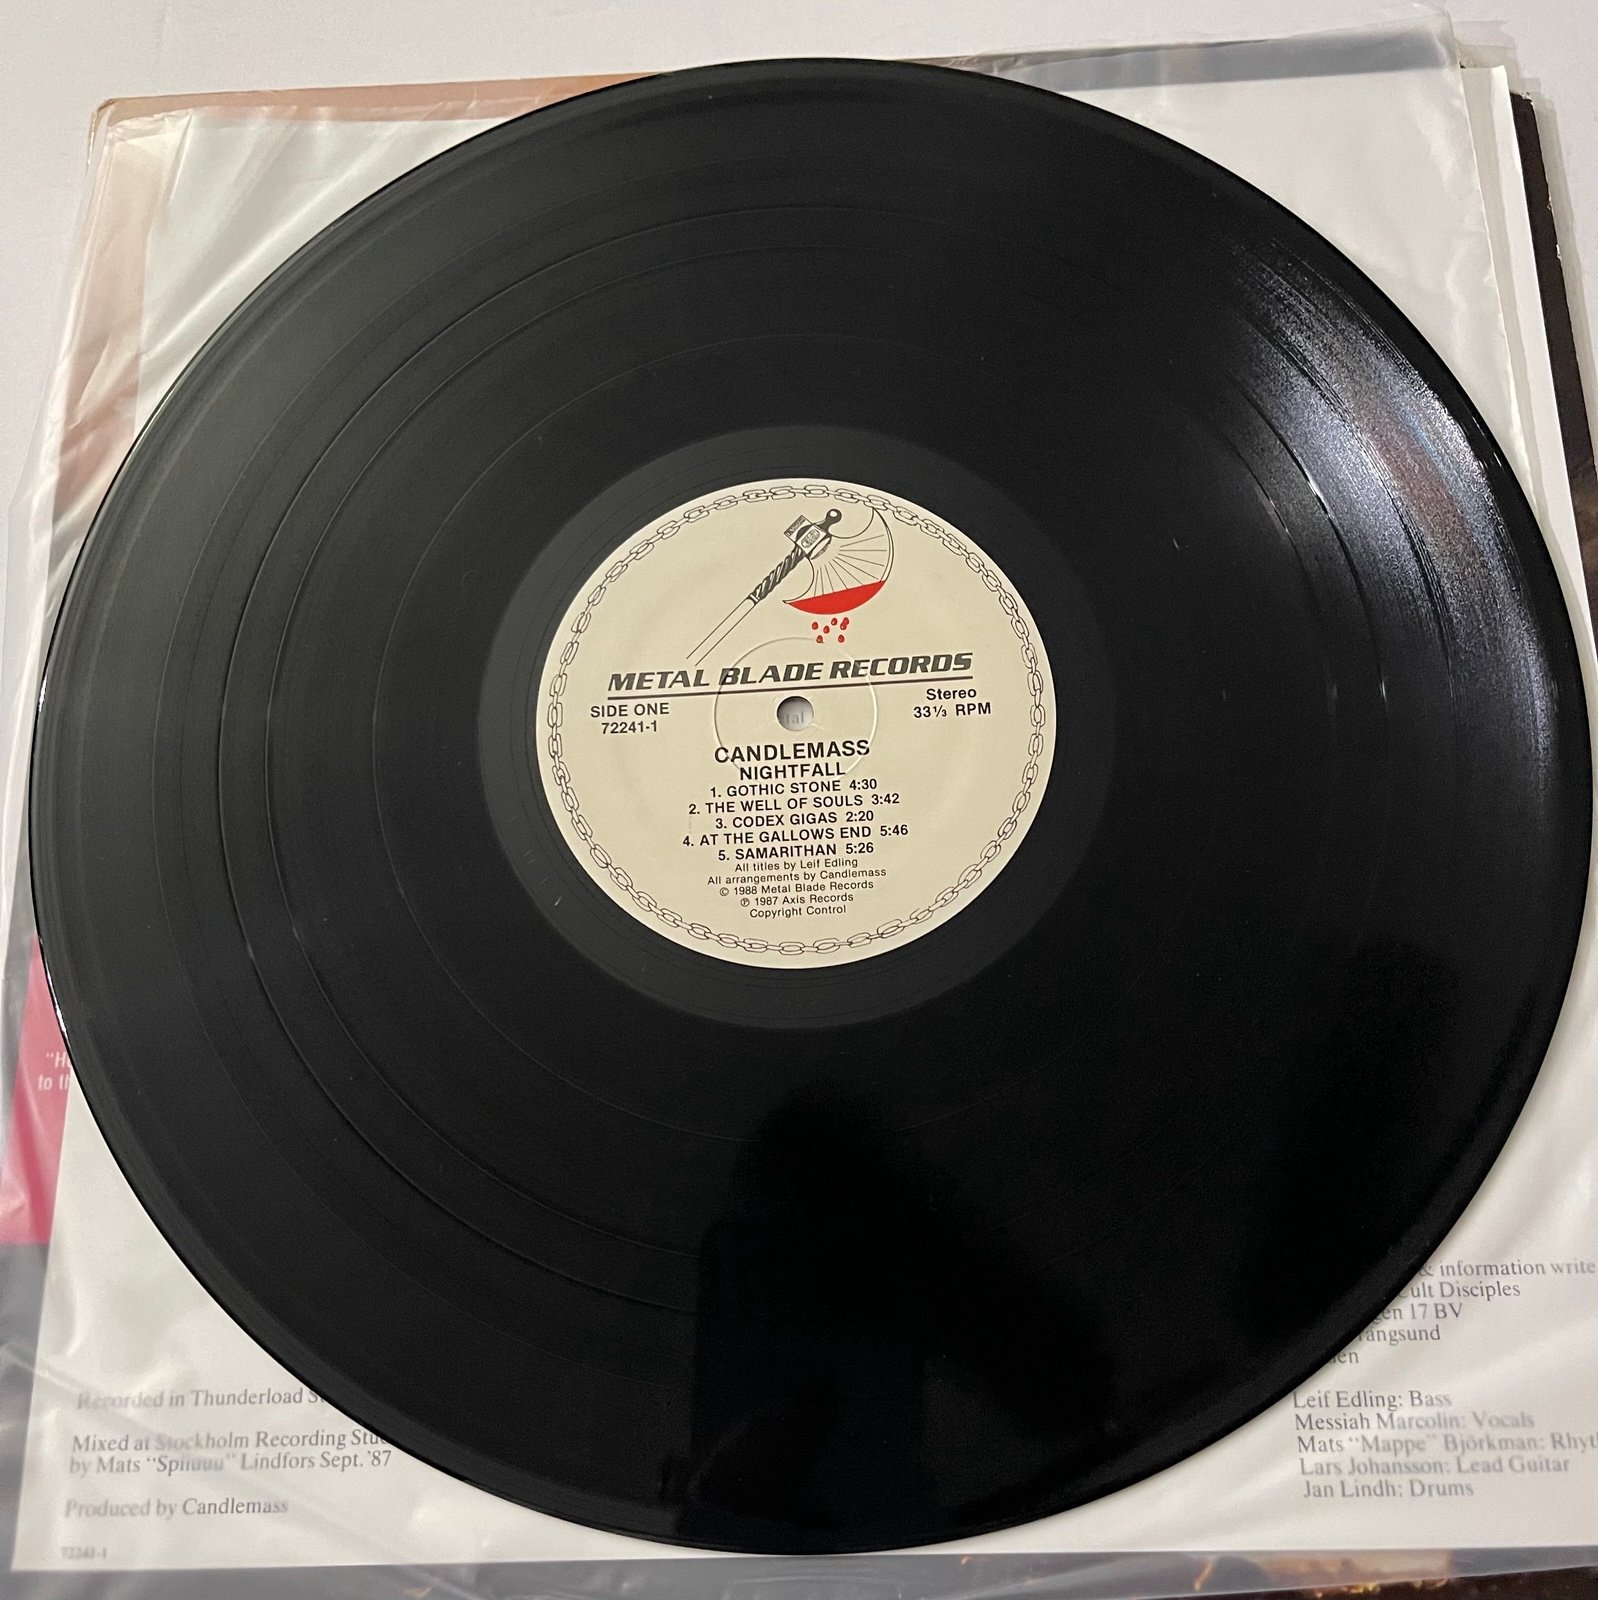 METAL BLADE RECORDS
SIDE ONE
72241-1
Stereo
33⅓ RPM
CANDLEMASS
NIGHTFALL
1. GOTHIC STONE 4:30
2. THE WELL OF SOULS 3:42
3. CODEX GIGAS 2:20
4. AT THE GALLOWS END 5:46
5. SAMARITHAN 5:26
All titles by Leif Edling
All arrangements by Candlemass
© 1988 Metal Blade Records
℗ 1987 Axis Records
Copyright Control
to
Recorded in Thunderload
Mixed at Stockholm Recording
by Mats "Spiiuuu" Lindfors Sept. '87
Produced by Candlemass
72241-1
& information write
Disciples
17 BV
Leif Edling: Bass
Messiah Marcolin: Vocals
Mats "Mappe" Björkman:
Lars Johansson: Lead Guitar
Jan Lindh: Drums